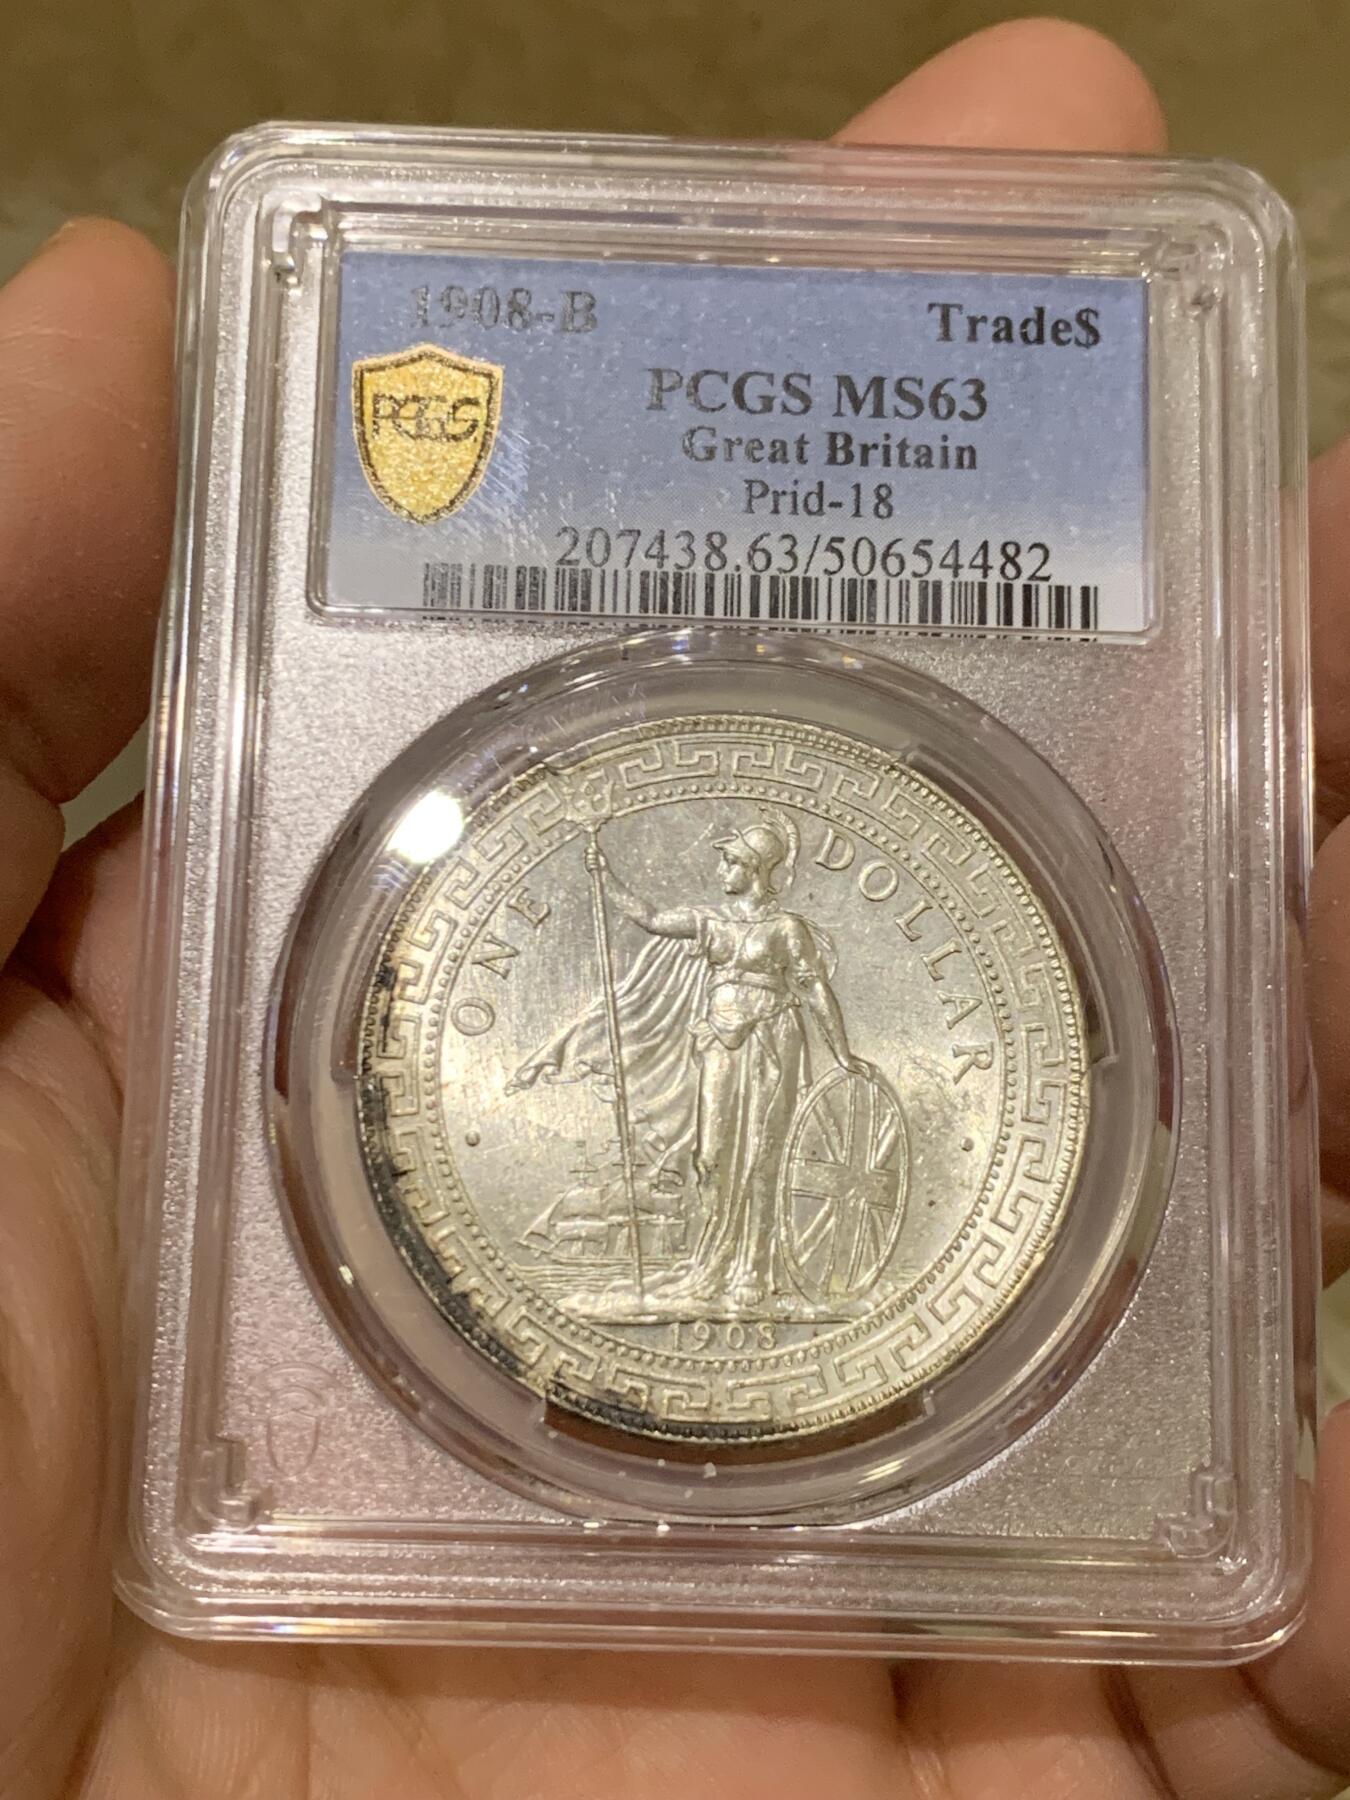 1908-B Trade$
PCGS MS63
PCGS
Great Britain
Prid-18
207438.63/50654482
ONE DOLLAR
1908